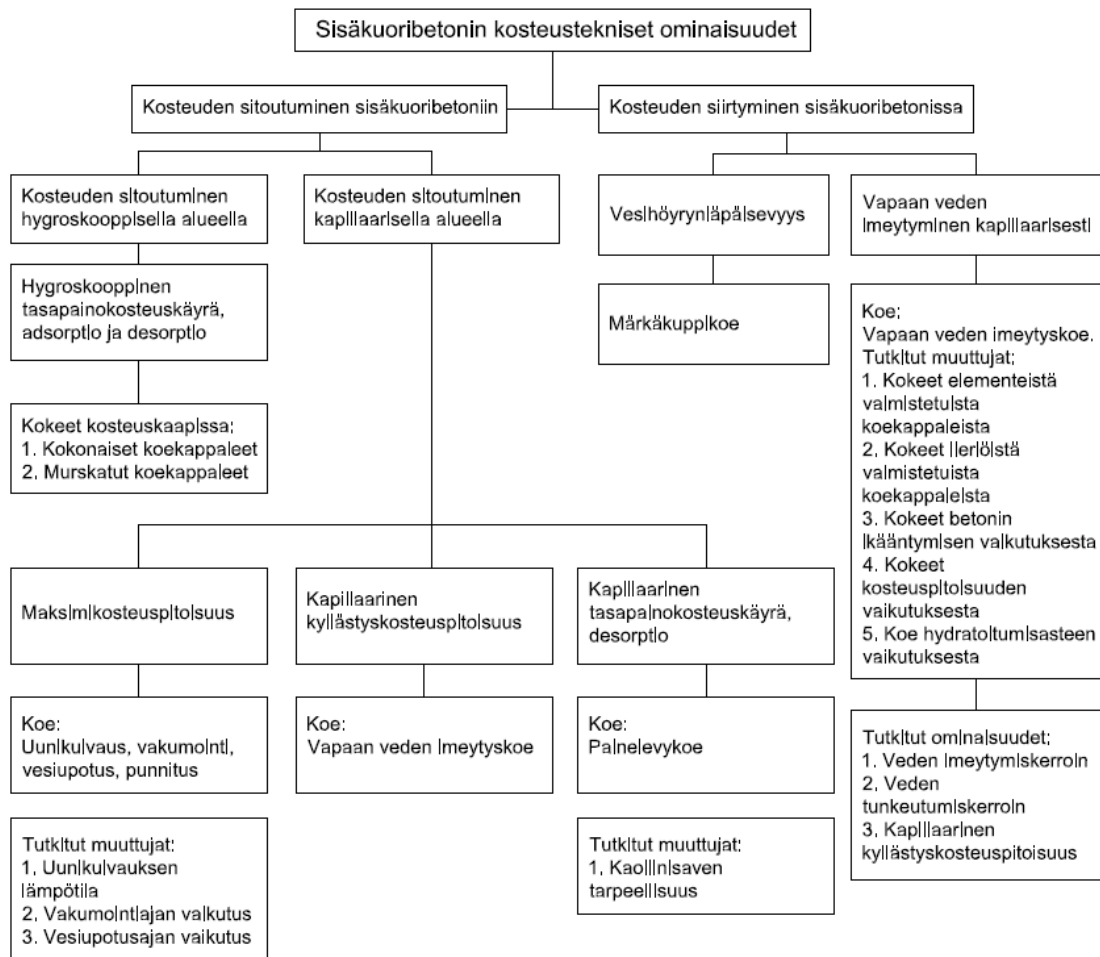 Sisäkuoribetonin kosteustekniset ominaisuudet
Kosteuden sitoutuminen sisäkuoribetoniin
Kosteuden siirtyminen sisäkuoribetonissa
Kosteuden sitoutuminen
hygroskooppisella alueella
Kosteuden sitoutuminen
kapillaarisella alueella
Vesihöyrynläpäisevyys
Vapaan veden
imeytyminen kapillaarisesti
Hygroskooppinen
tasapainokosteuskäyrä,
adsorptio ja desorptio
Märkäkuppikoe
Koe:
Vapaan veden imeytyskoe.
Tutkitut muuttujat:
1. Kokeet elementeistä
valmistetuista
koekappaleista
2. Kokeet lieriöistä
valmistetuista
koekappaleista
3. Kokeet betonin
ikääntymisen vaikutuksesta
4. Kokeet
kosteuspitoisuuden
vaikutuksesta
5. Koe hydratoitumisasteen
vaikutuksesta
Kokeet kosteuskaapissa:
1. Kokonaiset koekappaleet
2. Murskatut koekappaleet
Maksimikosteuspitoisuus
Kapillaarinen
kyllästyskosteuspitoisuus
Kapillaarinen
tasapainokosteuskäyrä,
desorptio
Koe:
Uunikuivaus, vakumointi,
vesiupotus, punnitus
Koe:
Vapaan veden imeytyskoe
Koe:
Painelevykoe
Tutkitut ominaisuudet:
1. Veden imeytymiskerroin
2. Veden
tunkeutumiskerroin
3. Kapillaarinen
kyllästyskosteuspitoisuus
Tutkitut muuttujat:
1. Uunikuivauksen
lämpötila
2. Vakumointiajan vaikutus
3. Vesiupotusajan vaikutus
Tutkitut muuttujat:
1. Kaoliinisaven
tarpeellisuus